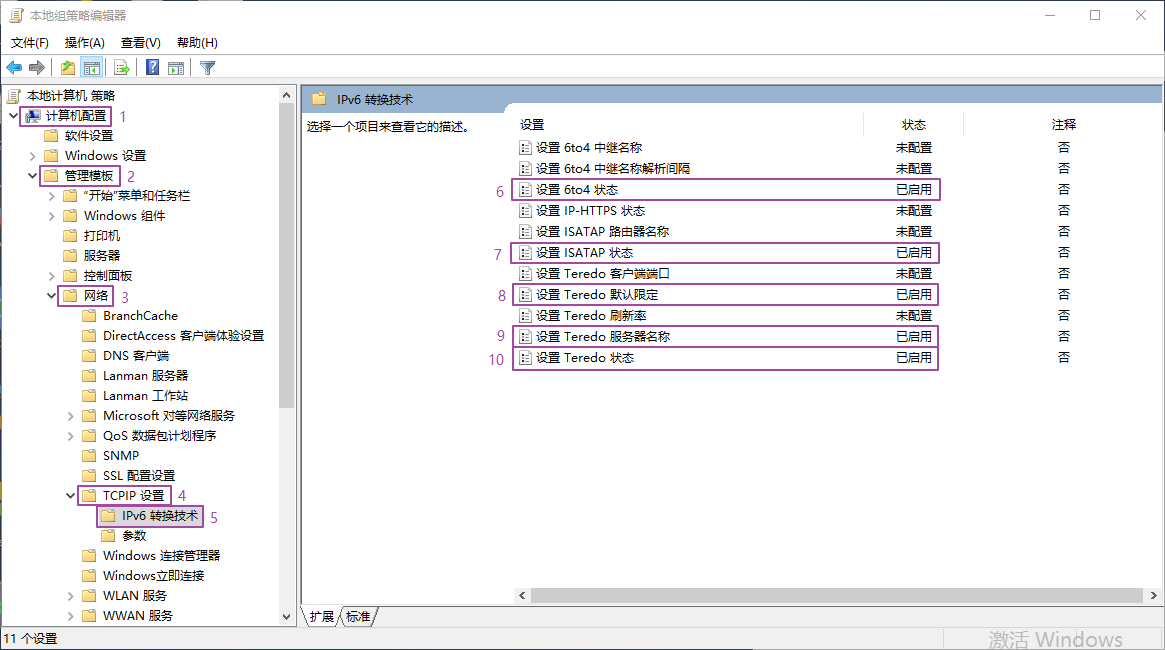 本地组策略编辑器
文件(F) 操作(A) 查看(V) 帮助(H)
本地计算机 策略
计算机配置 1
软件设置
Windows 设置
管理模板 2
“开始”菜单和任务栏
Windows 组件
打印机
服务器
控制面板
网络 3
BranchCache
DirectAccess 客户端体验设置
DNS 客户端
Lanman 服务器
Lanman 工作站
Microsoft 对等网络服务
QoS 数据包计划程序
SNMP
SSL 配置设置
TCPIP 设置 4
IPv6 转换技术 5
参数
Windows 连接管理器
Windows立即连接
WLAN 服务
WWAN 服务
IPv6 转换技术
选择一个项目来查看它的描述。
设置 状态 注释
设置 6to4 中继名称 未配置 否
设置 6to4 中继名称解析间隔 未配置 否
6 设置 6to4 状态 已启用 否
设置 IP-HTTPS 状态 未配置 否
设置 ISATAP 路由器名称 未配置 否
7 设置 ISATAP 状态 已启用 否
设置 Teredo 客户端端口 未配置 否
8 设置 Teredo 默认限定 已启用 否
设置 Teredo 刷新率 未配置 否
9 设置 Teredo 服务器名称 已启用 否
10 设置 Teredo 状态 已启用 否
扩展 标准
11 个设置
激活 Windows